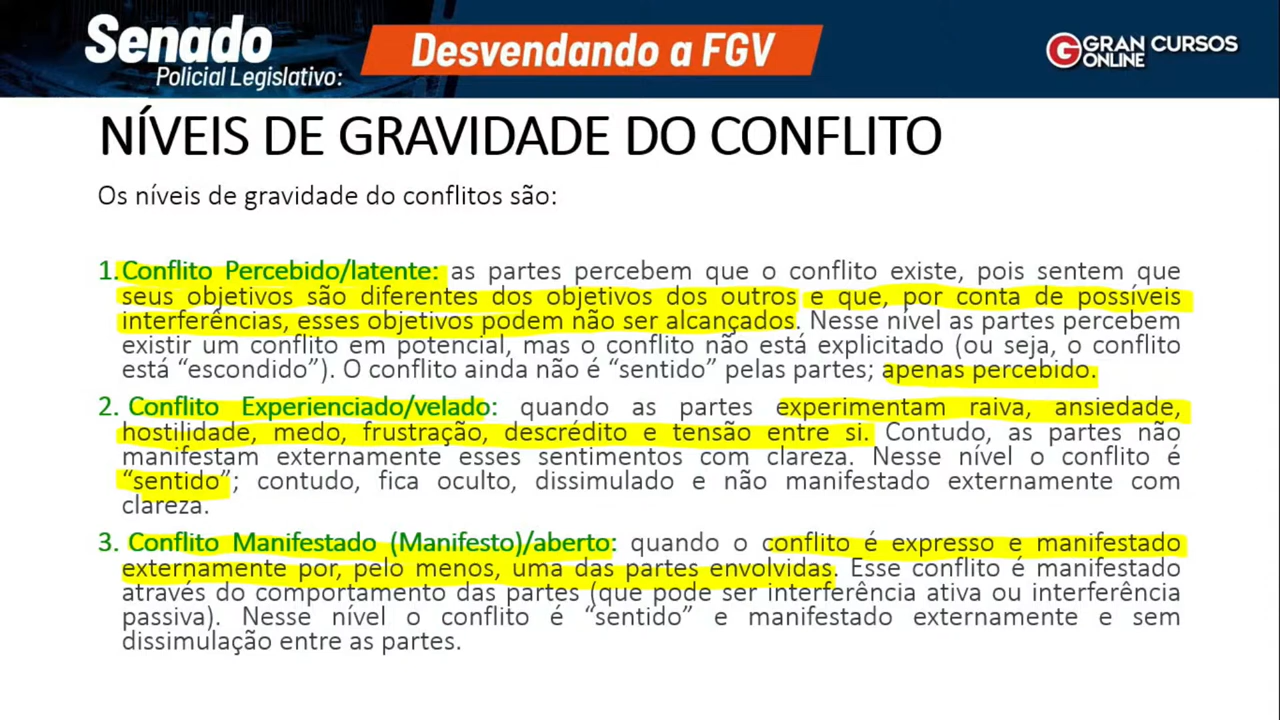 Senado
Policial Legislativo:
Desvendando a FGV
GRAN CURSOS
ONLINE
NÍVEIS DE GRAVIDADE DO CONFLITO
Os níveis de gravidade do conflitos são:
1. Conflito Percebido/latente: as partes percebem que o conflito existe, pois sentem que
seus objetivos são diferentes dos objetivos dos outros e que, por conta de possíveis
interferências, esses objetivos podem não ser alcançados. Nesse nível as partes percebem
existir um conflito em potencial, mas o conflito não está explicitado (ou seja, o conflito
está “escondido”). O conflito ainda não é “sentido” pelas partes; apenas percebido.
2. Conflito Experienciado/velado: quando as partes experimentam raiva, ansiedade,
hostilidade, medo, frustração, descrédito e tensão entre si. Contudo, as partes não
manifestam externamente esses sentimentos com clareza. Nesse nível o conflito é
“sentido”; contudo, fica oculto, dissimulado e não manifestado externamente com
clareza.
3. Conflito Manifestado (Manifesto)/aberto: quando o conflito é expresso e manifestado
externamente por, pelo menos, uma das partes envolvidas. Esse conflito é manifestado
através do comportamento das partes (que pode ser interferência ativa ou interferência
passiva). Nesse nível o conflito é “sentido” e manifestado externamente e sem
dissimulação entre as partes.